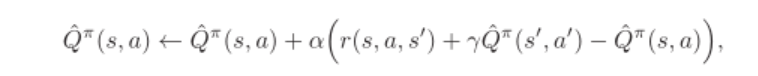 Q̂^π(s, a) ← Q̂^π(s, a) + α(r(s, a, s′) + γQ̂^π(s′, a′) − Q̂^π(s, a)),